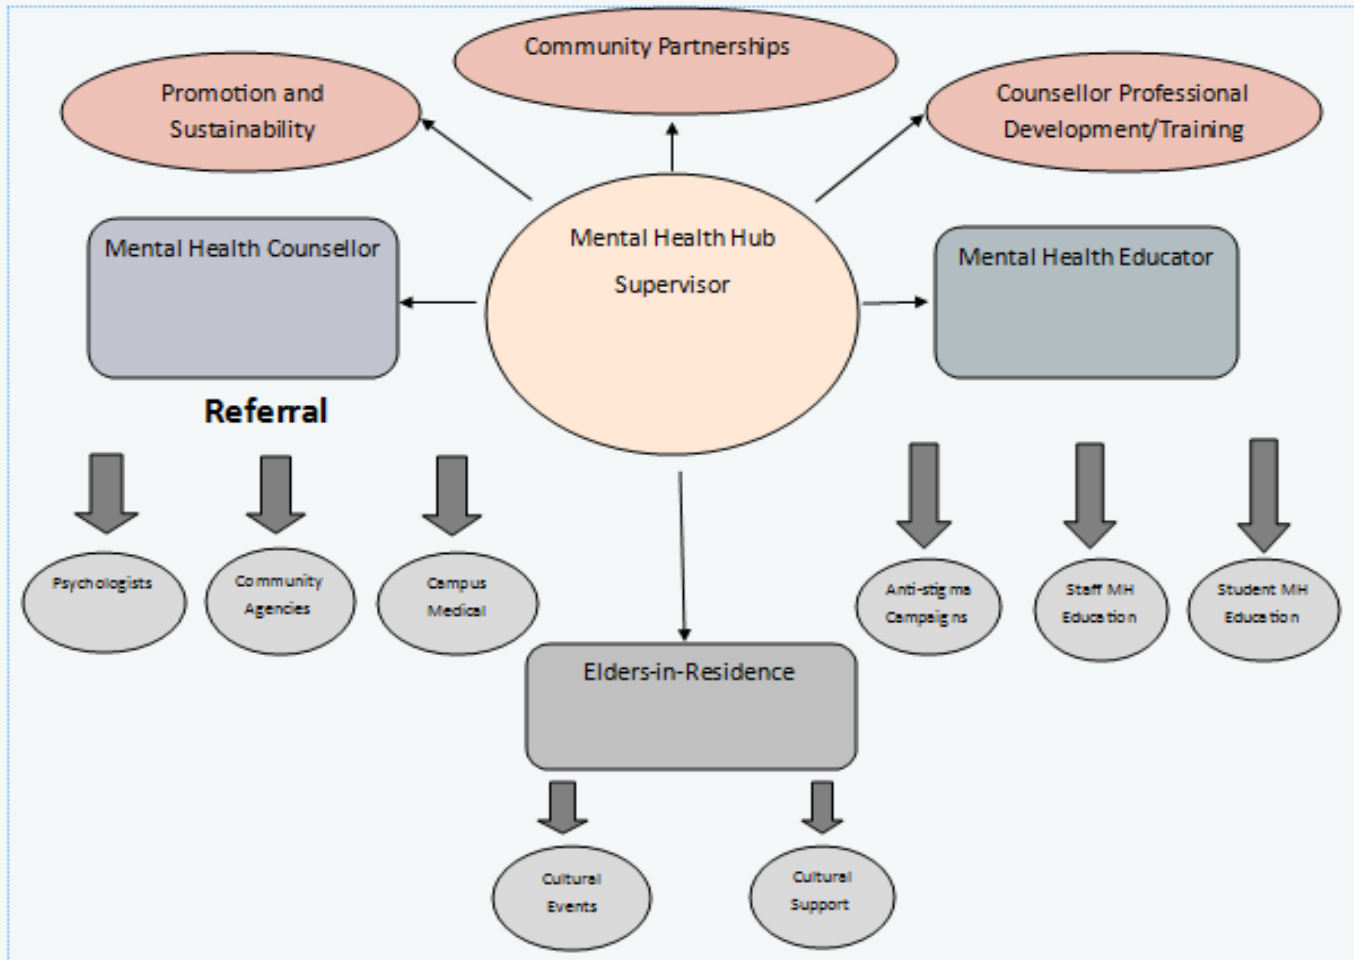 Community Partnerships
Promotion and
Sustainability
Counsellor Professional
Development/Training
Mental Health Counsellor
Mental Health Hub
Supervisor
Mental Health Educator
Referral
Psychologists
Community
Agencies
Campus
Medical
Anti-stigma
Campaigns
Staff MH
Education
Student MH
Education
Elders-in-Residence
Cultural
Events
Cultural
Support